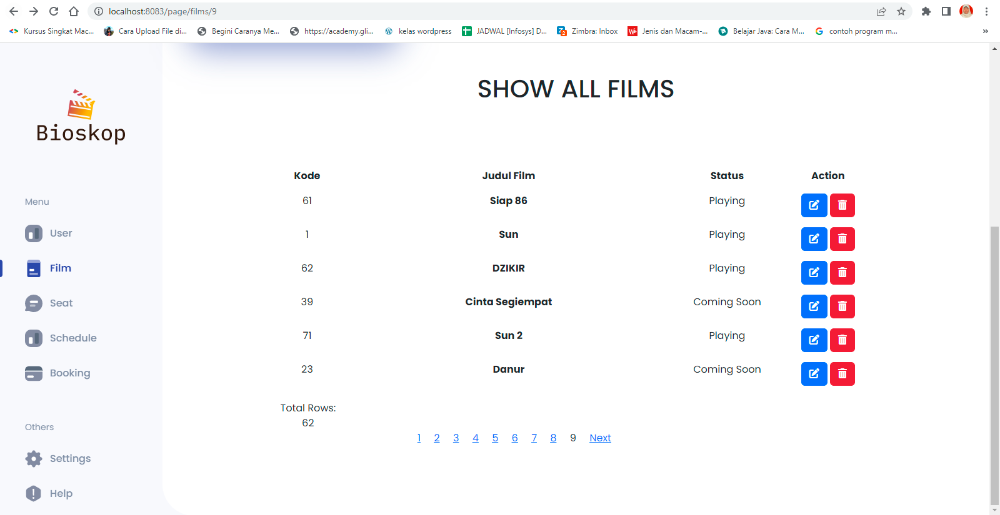 localhost:8083/page/films/9
Kursus Singkat Mac...
Cara Upload File di...
Begini Caranya Me...
https://academy.gli...
kelas wordpress
JADWAL [Infosys] D...
Zimbra: Inbox
Jenis dan Macam-...
Belajar Java: Cara M...
contoh program m...
»
Bioskop
Menu
User
Film
Seat
Schedule
Booking
Others
Settings
Help
SHOW ALL FILMS
Kode Judul Film Status Action
61 Siap 86 Playing
1 Sun Playing
62 DZIKIR Playing
39 Cinta Segiempat Coming Soon
71 Sun 2 Playing
23 Danur Coming Soon
Total Rows:
62
1 2 3 4 5 6 7 8 9 Next